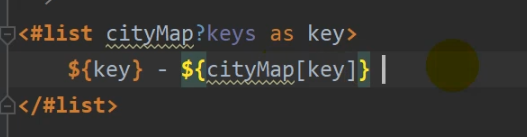 <#list cityMap?keys as key>
${key} - ${cityMap[key]}
</#list>